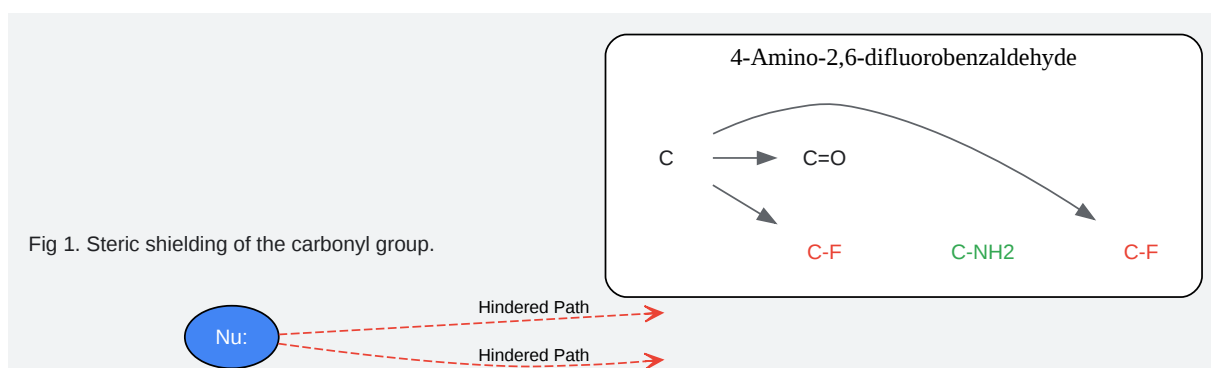 4-Amino-2,6-difluorobenzaldehyde
C
C=O
Fig 1. Steric shielding of the carbonyl group.
C-F
C-NH2
C-F
Hindered Path
Nu:
Hindered Path